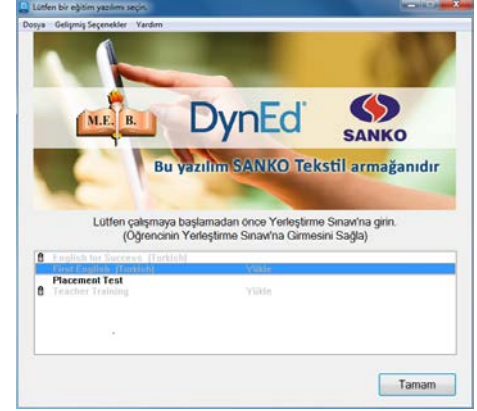 Lütfen bir eğitim yazılımı seçin.
Dosya Gelişmiş Seçenekler Yardım
M.E. B.
DynEd
SANKO
Bu yazılım SANKO Tekstil armağanıdır
Lütfen çalışmaya başlamadan önce Yerleştirme Sınavı'na girin.
(Öğrencinin Yerleştirme Sınavı'na Girmesini Sağla)
English for Success (Turkish)
First English (Turkish) Yükle
Placement Test
Teacher Training Yükle
Tamam